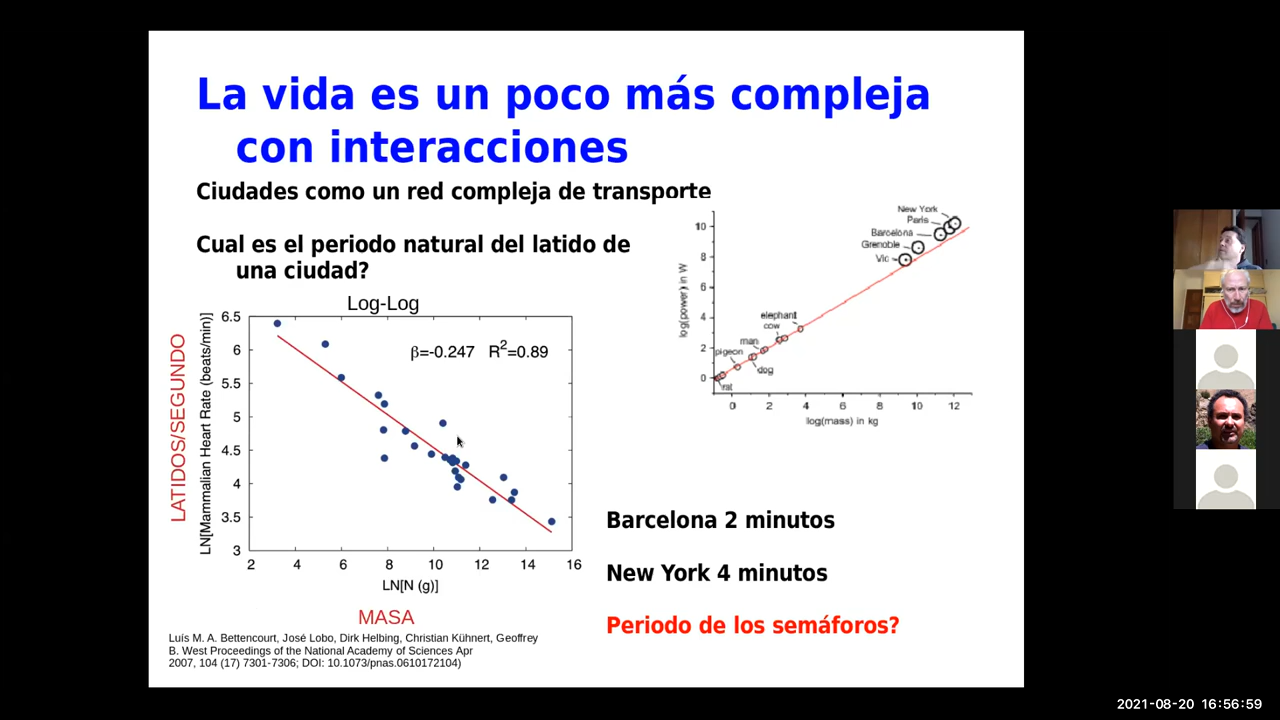 La vida es un poco más compleja
con interacciones
Ciudades como un red compleja de transporte
Cual es el periodo natural del latido de
una ciudad?
Log-Log
LATIDOS/SEGUNDO
LN[Mammalian Heart Rate (beats/min)]
6.5
6
5.5
5
4.5
4
3.5
3
β=-0.247 R2=0.89
2 4 6 8 10 12 14 16
LN[N (g)]
MASA
log(power) in W
10
8
6
4
2
0
New York
Paris
Barcelona
Grenoble
Vic
elephant
cow
man
pigeon
dog
rat
0 2 4 6 8 10 12
log(mass) in kg
Barcelona 2 minutos
New York 4 minutos
Periodo de los semáforos?
Luís M. A. Bettencourt, José Lobo, Dirk Helbing, Christian Kühnert, Geoffrey
B. West Proceedings of the National Academy of Sciences Apr
2007, 104 (17) 7301-7306; DOI: 10.1073/pnas.0610172104)
2021-08-20 16:56:59